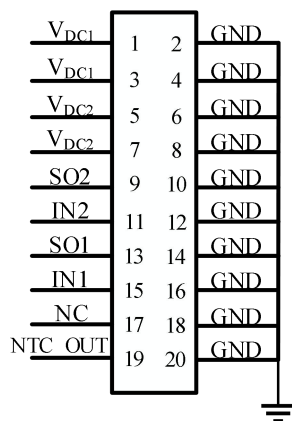 VDC1 1 2 GND
VDC1 3 4 GND
VDC2 5 6 GND
VDC2 7 8 GND
SO2 9 10 GND
IN2 11 12 GND
SO1 13 14 GND
IN1 15 16 GND
NC 17 18 GND
NTC OUT 19 20 GND